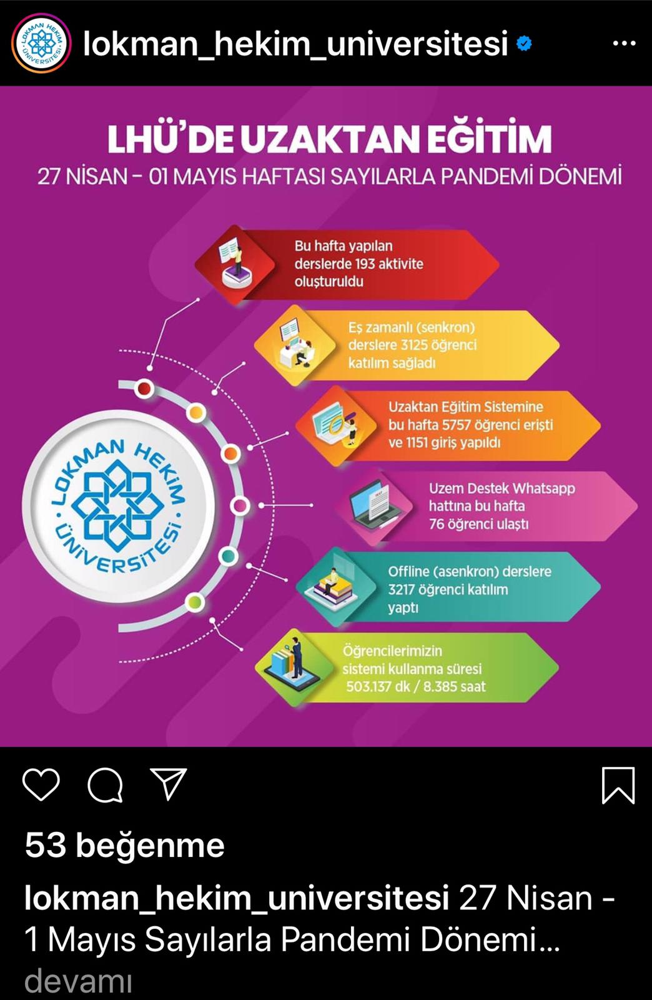 lokman_hekim_universitesi
LHÜ'DE UZAKTAN EĞİTİM
27 NİSAN - 01 MAYIS HAFTASI SAYILARLA PANDEMİ DÖNEMİ
Bu hafta yapılan
derslerde 193 aktivite
oluşturuldu
Eş zamanlı (senkron)
derslere 3125 öğrenci
katılım sağladı
Uzaktan Eğitim Sistemine
bu hafta 5757 öğrenci erişti
ve 1151 giriş yapıldı
Uzem Destek Whatsapp
hattına bu hafta
76 öğrenci ulaştı
Offline (asenkron) derslere
3217 öğrenci katılım
yaptı
Öğrencilerimizin
sistemi kullanma süresi
503.137 dk / 8.385 saat
LOKMAN HEKİM
ÜNİVERSİTESİ
53 beğenme
lokman_hekim_universitesi 27 Nisan -
1 Mayıs Sayılarla Pandemi Dönemi...
devamı